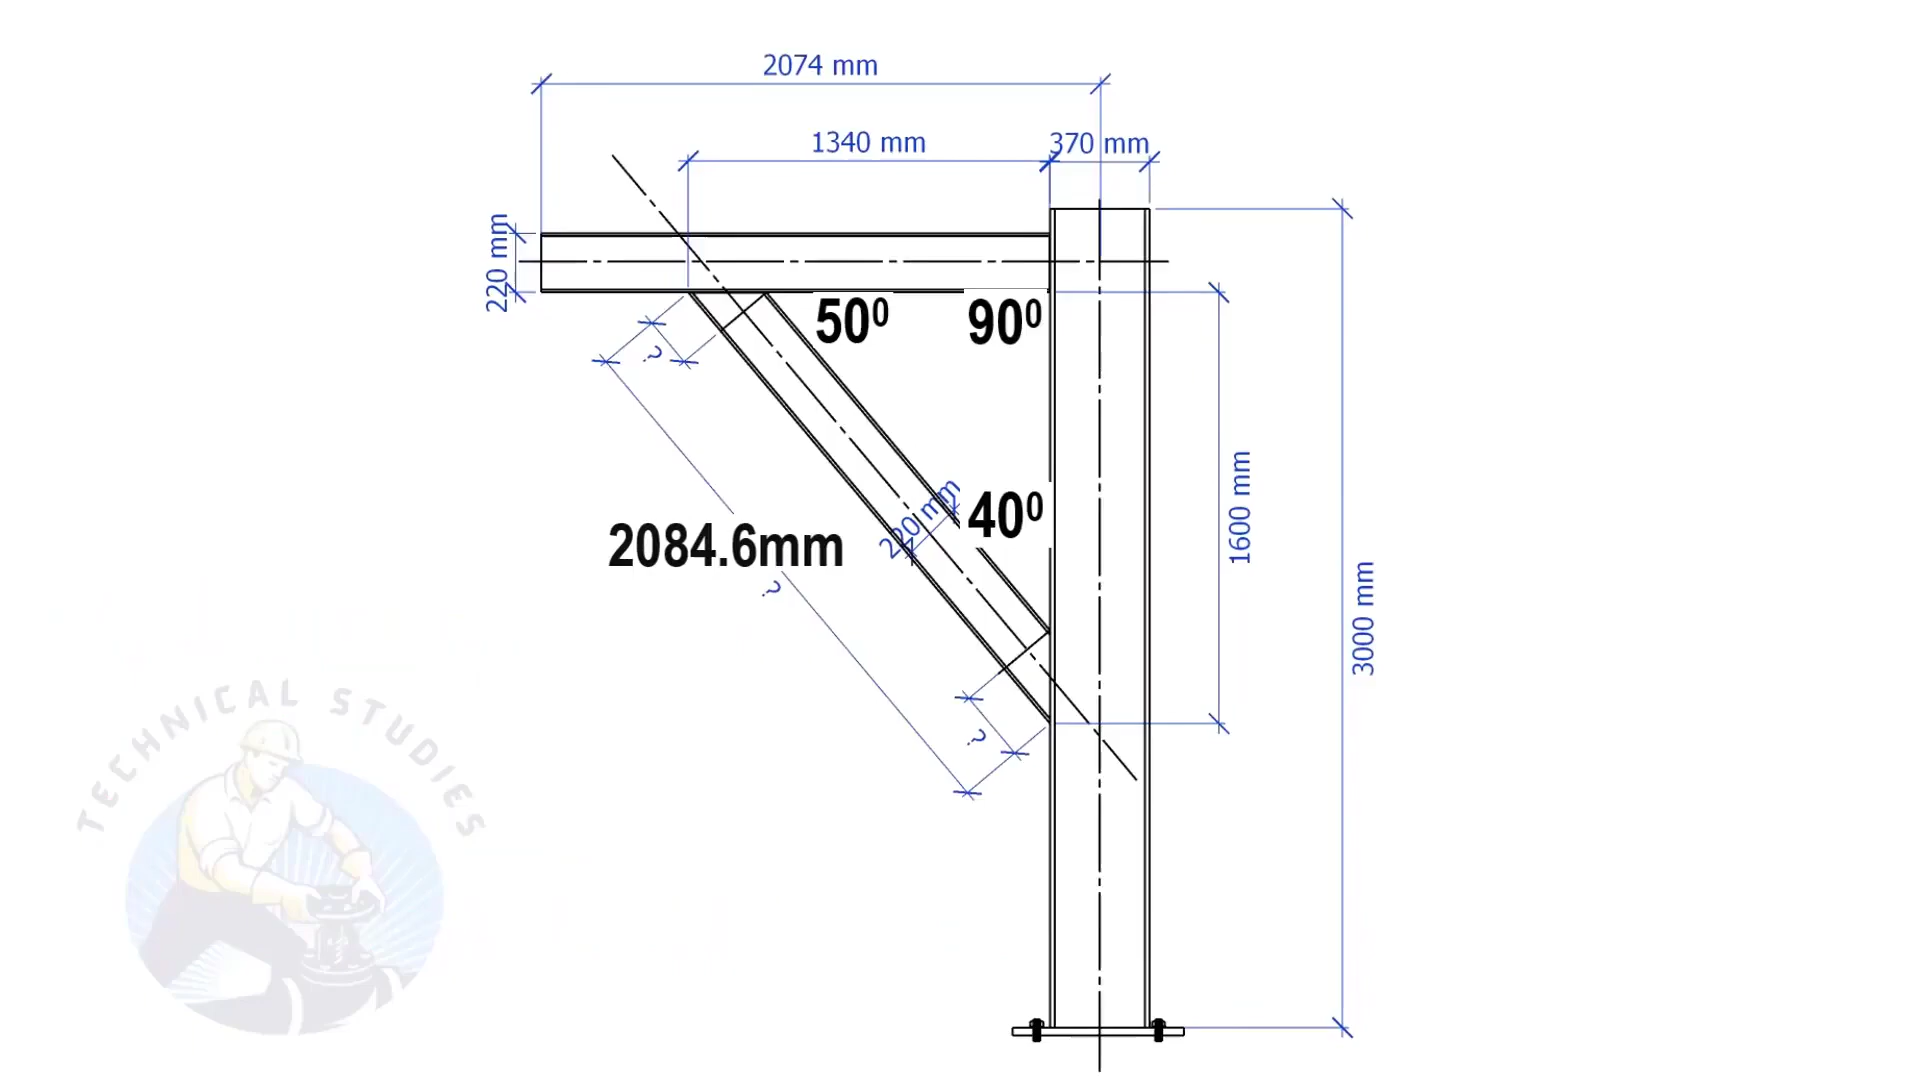 2074 mm
1340 mm
370 mm
220 mm
50⁰
90⁰
?
220 mm
40⁰
1600 mm
2084.6mm
?
3000 mm
?
TECHNICAL STUDIES